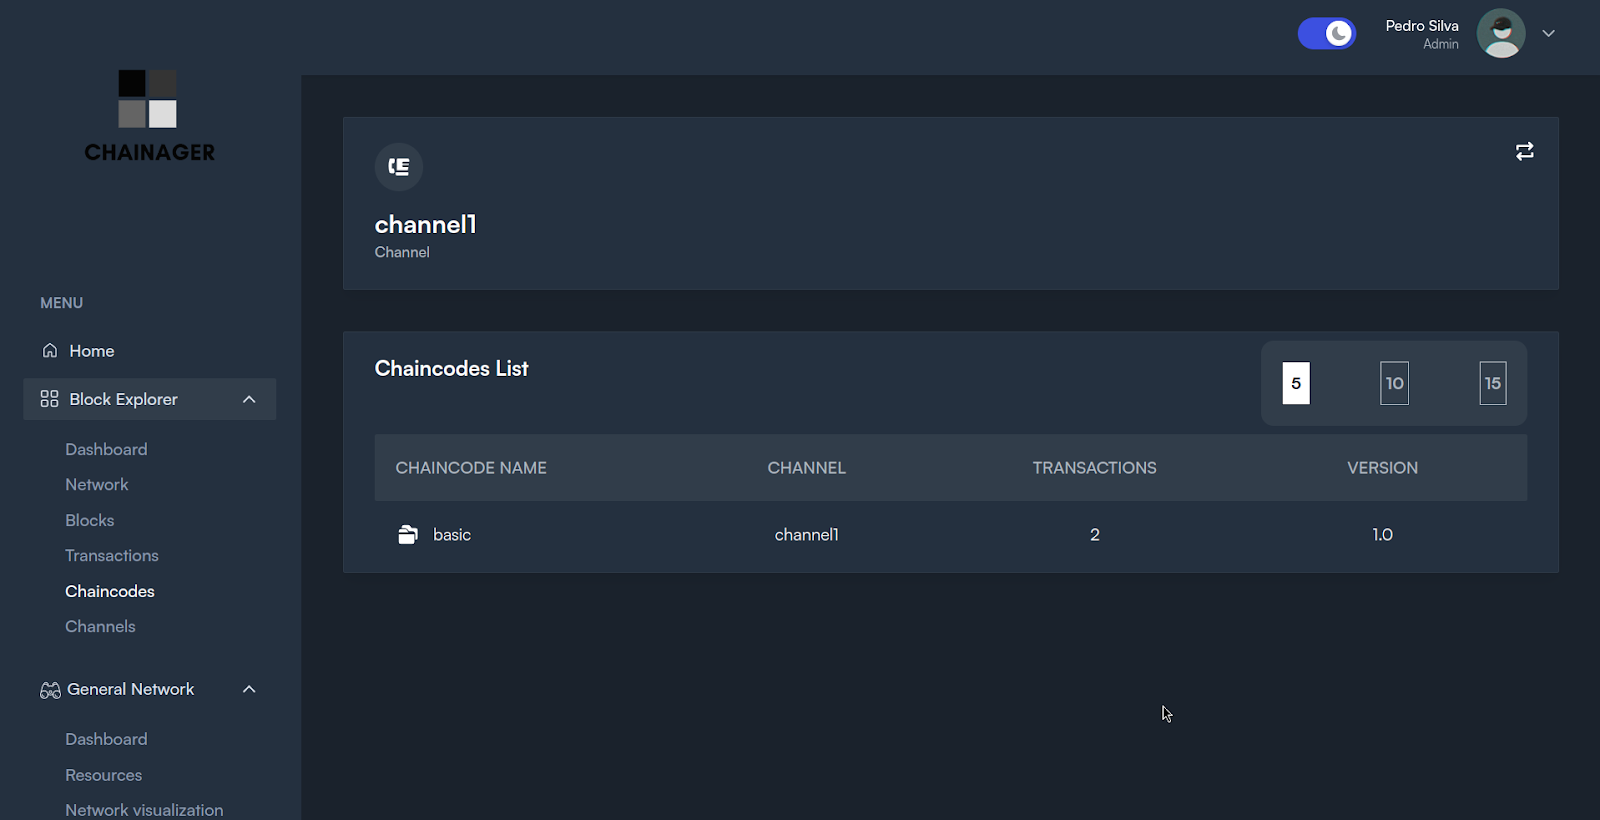 Pedro Silva
Admin
CHAINAGER
MENU
Home
Block Explorer
Dashboard
Network
Blocks
Transactions
Chaincodes
Channels
General Network
Dashboard
Resources
Network visualization
channel1
Channel
Chaincodes List
5 10 15
CHAINCODE NAME CHANNEL TRANSACTIONS VERSION
basic channel1 2 1.0